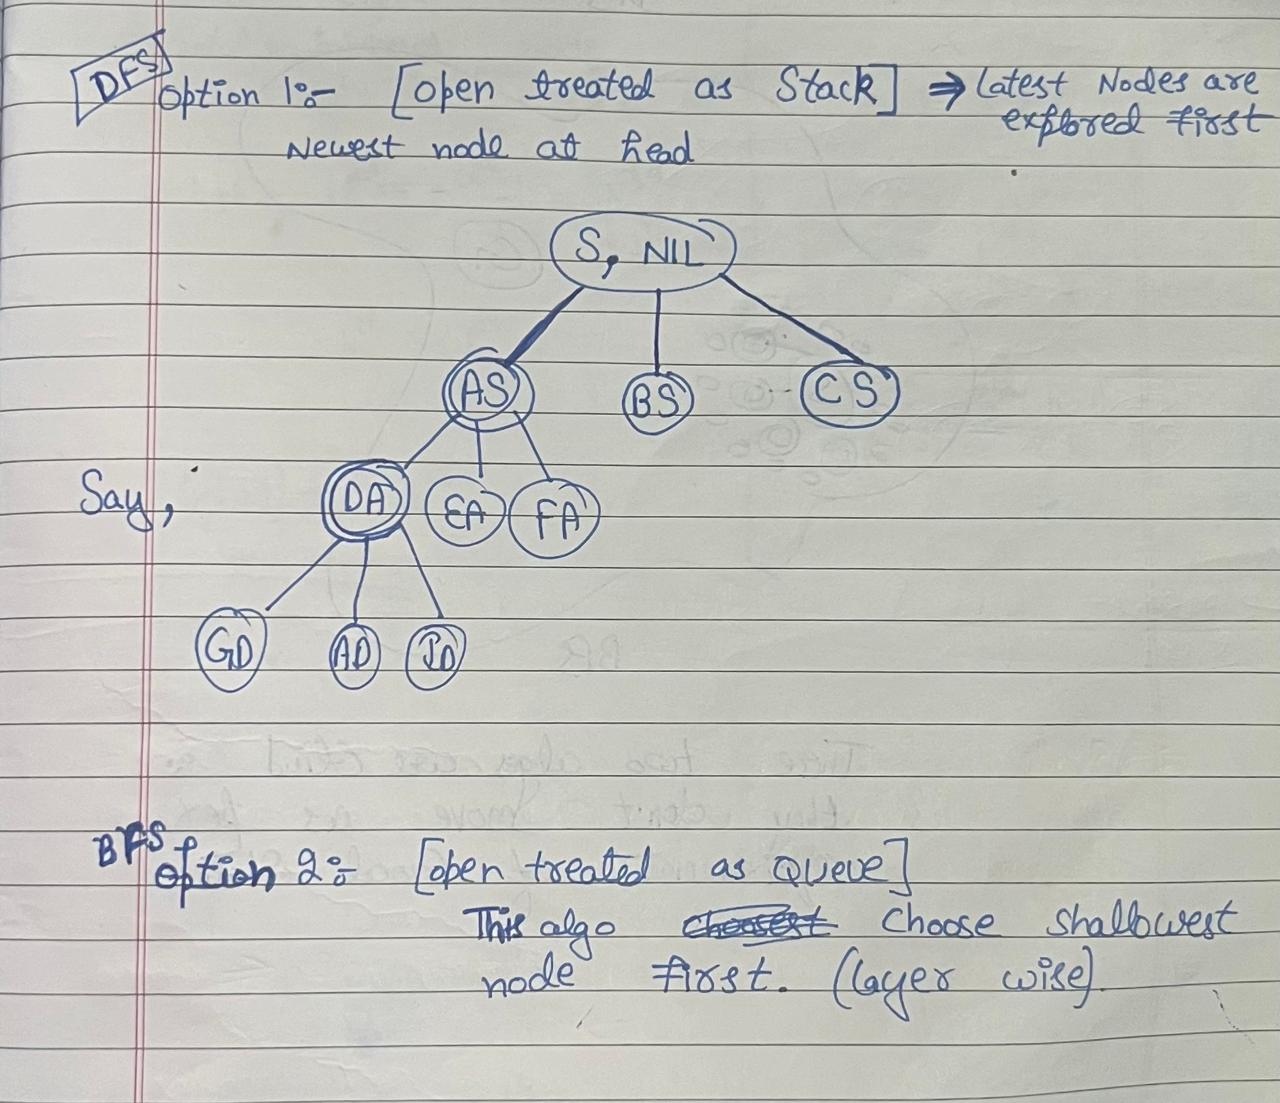 DFS
Option 1:- [open treated as Stack] ⇒ Latest Nodes are
explored first
Newest node at head
S, NIL
AS BS CS
Say, DA EA FA
GD AD JD
BFS
option 2:- [open treated as Queue]
This algo choose shallowest
node first. (layer wise)